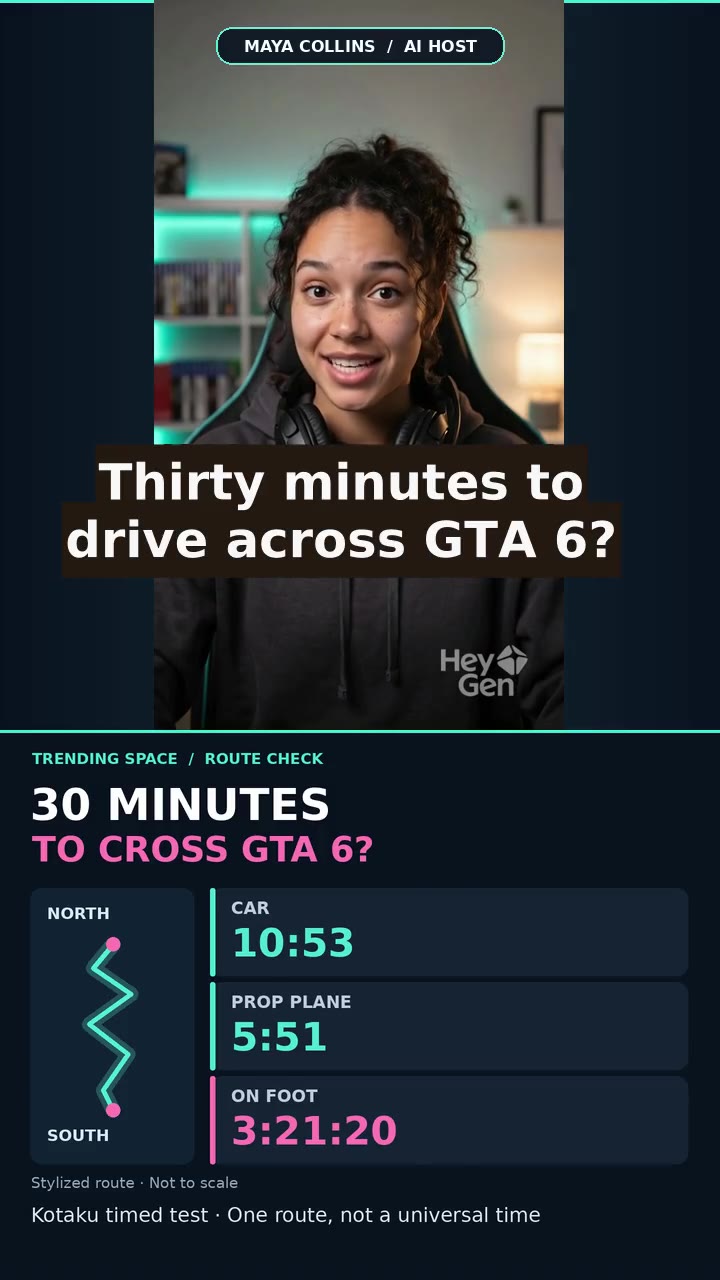 MAYA COLLINS / AI HOST
Thirty minutes to
drive across GTA 6?
Hey
Gen
TRENDING SPACE / ROUTE CHECK
30 MINUTES
TO CROSS GTA 6?
NORTH
SOUTH
CAR
10:53
PROP PLANE
5:51
ON FOOT
3:21:20
Stylized route · Not to scale
Kotaku timed test · One route, not a universal time